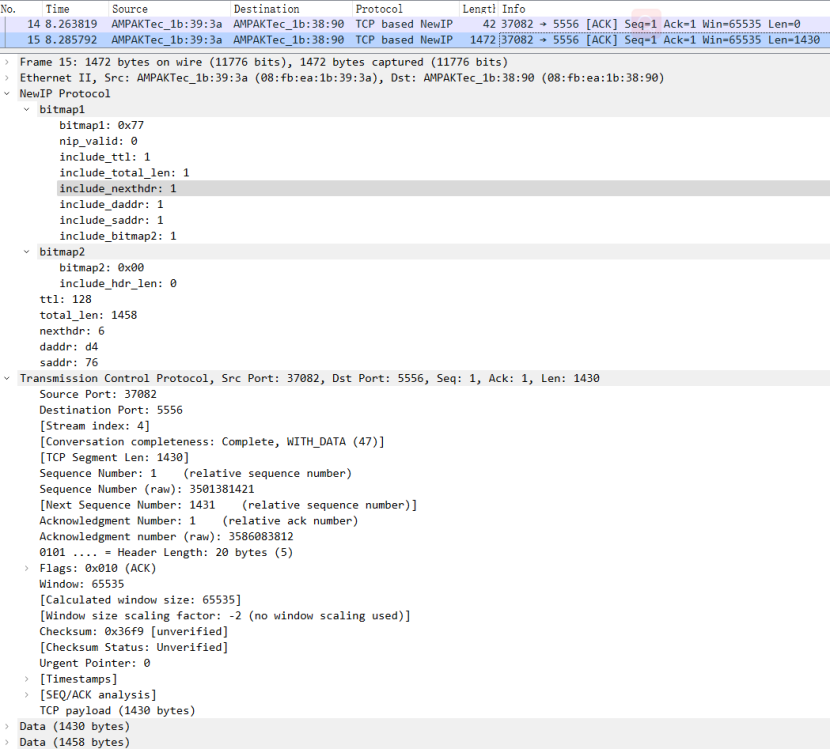 No. Time Source Destination Protocol Lengtl Info
14 8.263819 AMPAKTec_1b:39:3a AMPAKTec_1b:38:90 TCP based NewIP 42 37082 → 5556 [ACK] Seq=1 Ack=1 Win=65535 Len=0
15 8.285792 AMPAKTec_1b:39:3a AMPAKTec_1b:38:90 TCP based NewIP 1472 37082 → 5556 [ACK] Seq=1 Ack=1 Win=65535 Len=1430
Frame 15: 1472 bytes on wire (11776 bits), 1472 bytes captured (11776 bits)
Ethernet II, Src: AMPAKTec_1b:39:3a (08:fb:ea:1b:39:3a), Dst: AMPAKTec_1b:38:90 (08:fb:ea:1b:38:90)
NewIP Protocol
bitmap1
bitmap1: 0x77
nip_valid: 0
include_ttl: 1
include_total_len: 1
include_nexthdr: 1
include_daddr: 1
include_saddr: 1
include_bitmap2: 1
bitmap2
bitmap2: 0x00
include_hdr_len: 0
ttl: 128
total_len: 1458
nexthdr: 6
daddr: d4
saddr: 76
Transmission Control Protocol, Src Port: 37082, Dst Port: 5556, Seq: 1, Ack: 1, Len: 1430
Source Port: 37082
Destination Port: 5556
[Stream index: 4]
[Conversation completeness: Complete, WITH_DATA (47)]
[TCP Segment Len: 1430]
Sequence Number: 1 (relative sequence number)
Sequence Number (raw): 3501381421
[Next Sequence Number: 1431 (relative sequence number)]
Acknowledgment Number: 1 (relative ack number)
Acknowledgment number (raw): 3586083812
0101 .... = Header Length: 20 bytes (5)
Flags: 0x010 (ACK)
Window: 65535
[Calculated window size: 65535]
[Window size scaling factor: -2 (no window scaling used)]
Checksum: 0x36f9 [unverified]
[Checksum Status: Unverified]
Urgent Pointer: 0
[Timestamps]
[SEQ/ACK analysis]
TCP payload (1430 bytes)
Data (1430 bytes)
Data (1458 bytes)